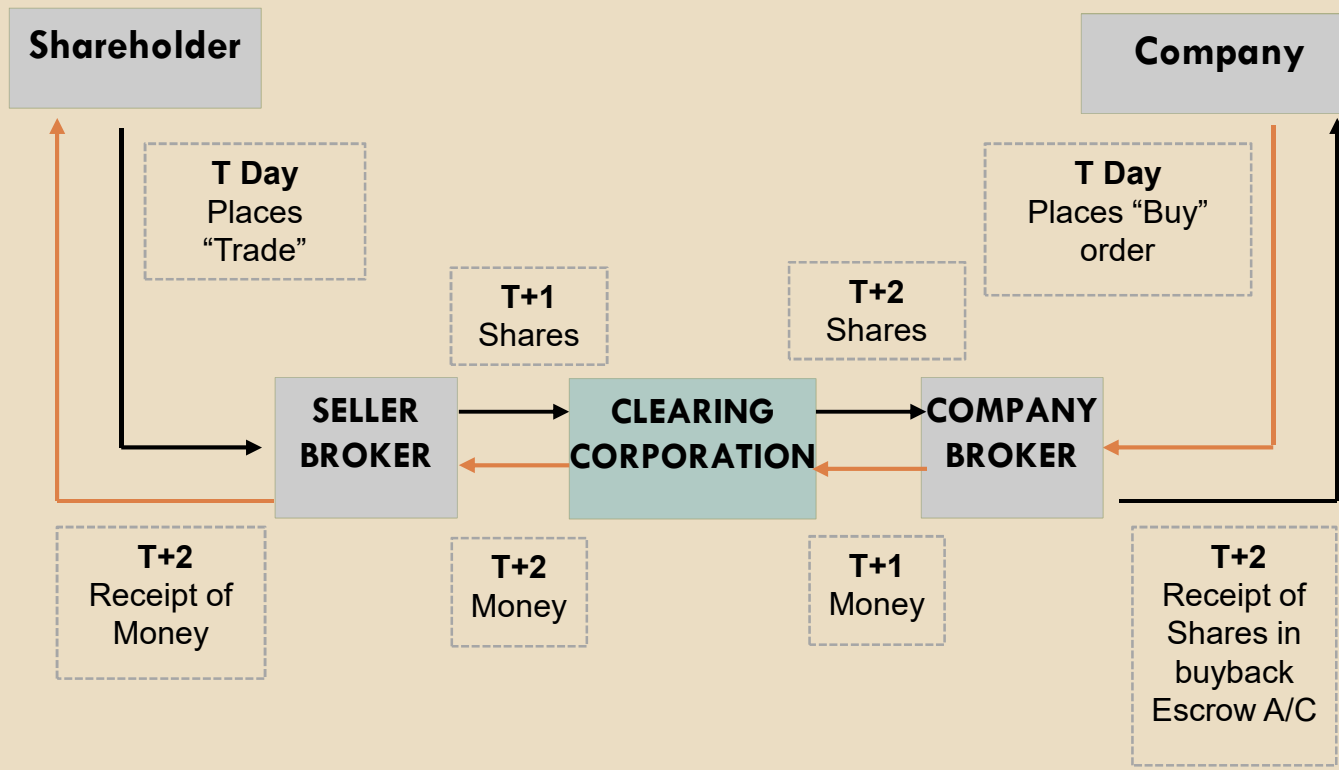 Shareholder
Company
T Day
Places
“Trade”
T Day
Places “Buy”
order
T+1
Shares
T+2
Shares
SELLER
BROKER
CLEARING
CORPORATION
COMPANY
BROKER
T+2
Receipt of
Money
T+2
Money
T+1
Money
T+2
Receipt of
Shares in
buyback
Escrow A/C